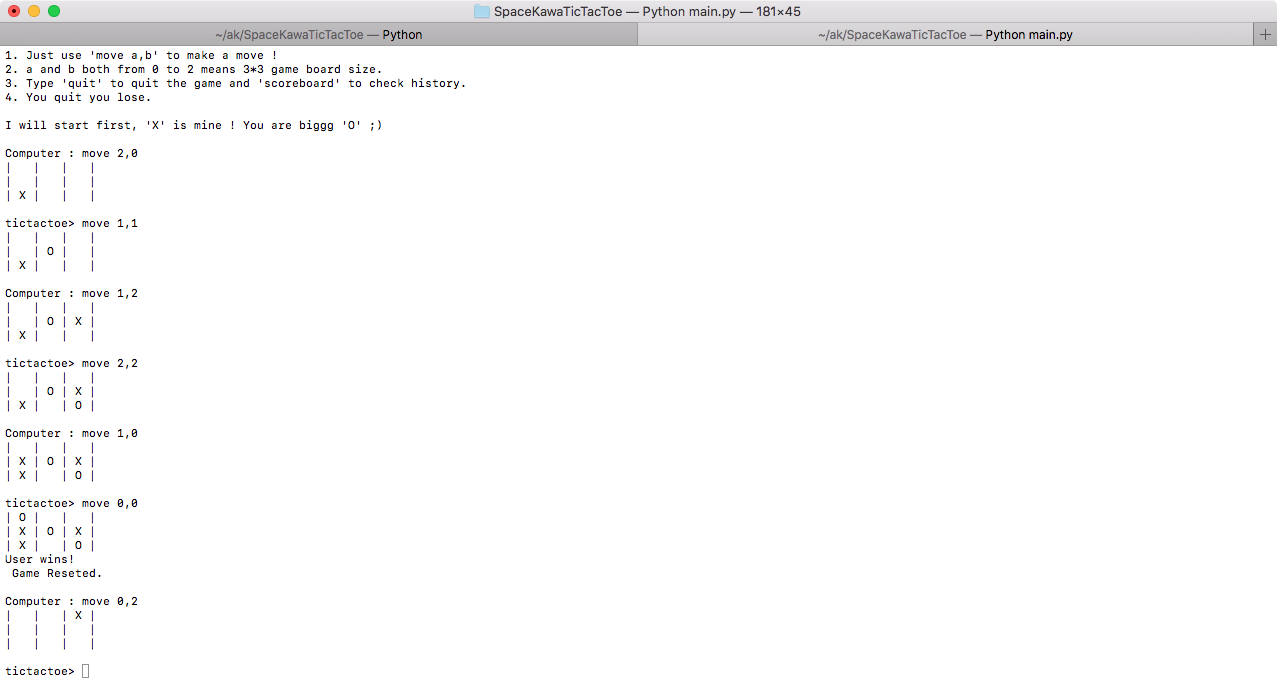 SpaceKawaTicTacToe — Python main.py — 181×45
~/ak/SpaceKawaTicTacToe — Python
~/ak/SpaceKawaTicTacToe — Python main.py
1. Just use 'move a,b' to make a move !
2. a and b both from 0 to 2 means 3*3 game board size.
3. Type 'quit' to quit the game and 'scoreboard' to check history.
4. You quit you lose.
I will start first, 'X' is mine ! You are biggg 'O' ;)
Computer : move 2,0
|   |   |   |
|   |   |   |
| X |   |   |
tictactoe> move 1,1
|   |   |   |
|   | O |   |
| X |   |   |
Computer : move 1,2
|   |   |   |
|   | O | X |
| X |   |   |
tictactoe> move 2,2
|   |   |   |
|   | O | X |
| X |   | O |
Computer : move 1,0
|   |   |   |
| X | O | X |
| X |   | O |
tictactoe> move 0,0
| O |   |   |
| X | O | X |
| X |   | O |
User wins!
 Game Reseted.
Computer : move 0,2
|   |   | X |
|   |   |   |
|   |   |   |
tictactoe>